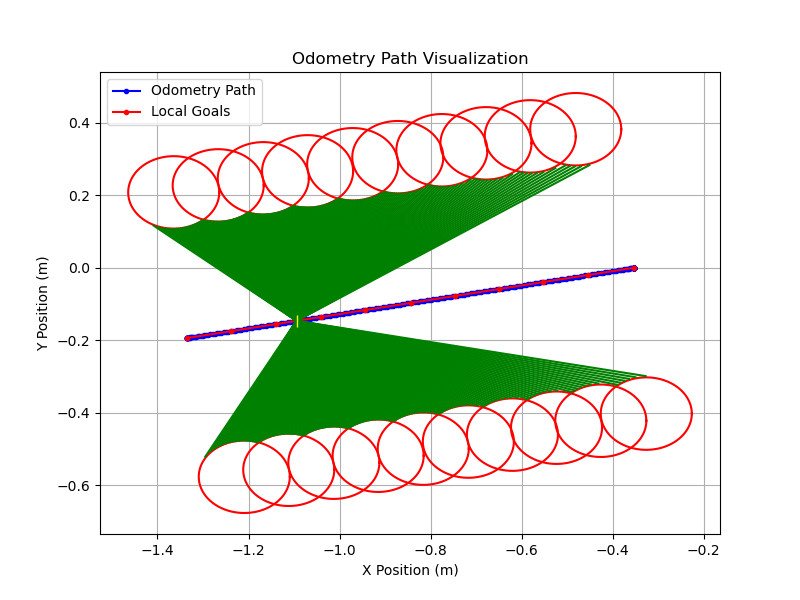 Odometry Path Visualization
Odometry Path
Local Goals
0.4
0.2
0.0
−0.2
−0.4
−0.6
Y Position (m)
−1.4 −1.2 −1.0 −0.8 −0.6 −0.4 −0.2
X Position (m)